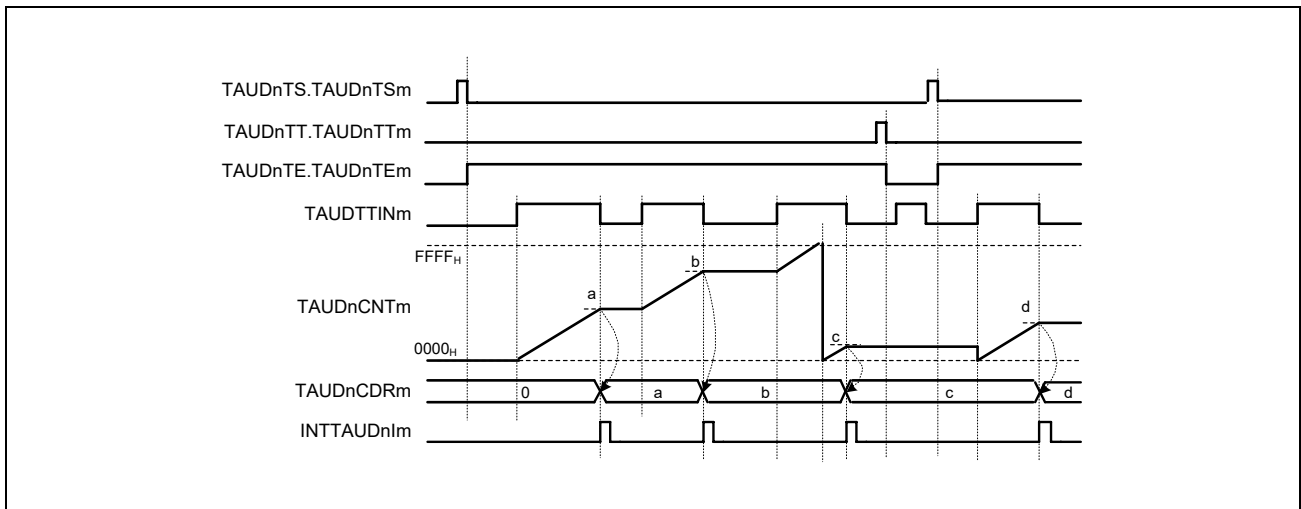 TAUDnTS.TAUDnTSm
TAUDnTT.TAUDnTTm
TAUDnTE.TAUDnTEm
TAUDTTINm
FFFFH
b
a
d
TAUDnCNTm
c
0000H
TAUDnCDRm
0
a
b
c
d
INTTAUDnIm